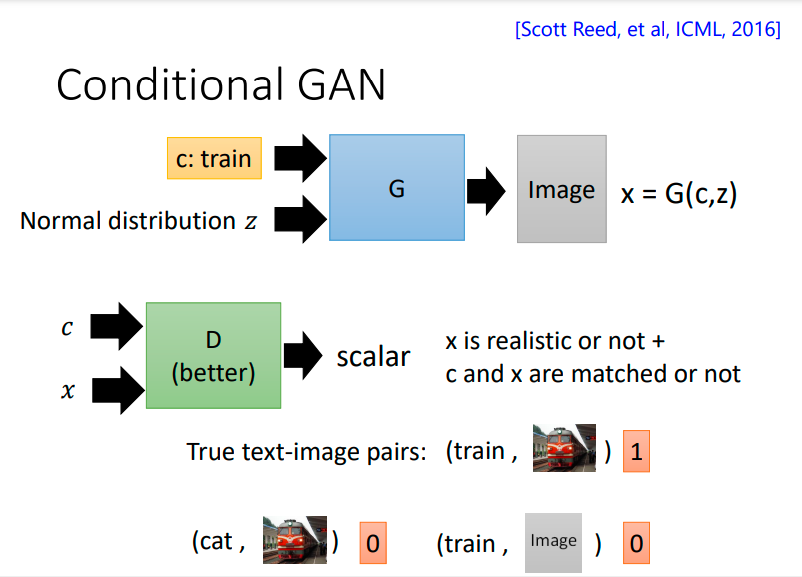 [Scott Reed, et al, ICML, 2016]
Conditional GAN
c: train
Normal distribution z
G
Image
x = G(c,z)
c
x
D
(better)
scalar
x is realistic or not +
c and x are matched or not
True text-image pairs: (train , ) 1
(cat , ) 0
(train , Image ) 0